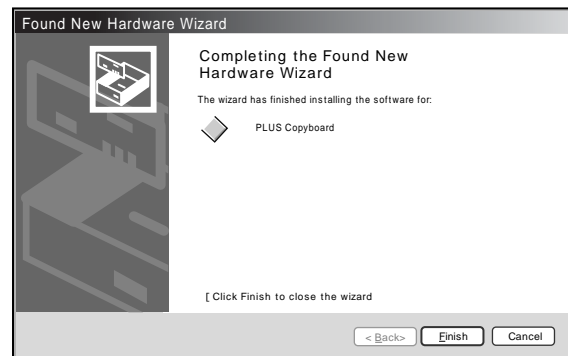 Found New Hardware Wizard
Completing the Found New
Hardware Wizard
The wizard has finished installing the software for:
PLUS Copyboard
[ Click Finish to close the wizard
< Back>
Finish
Cancel